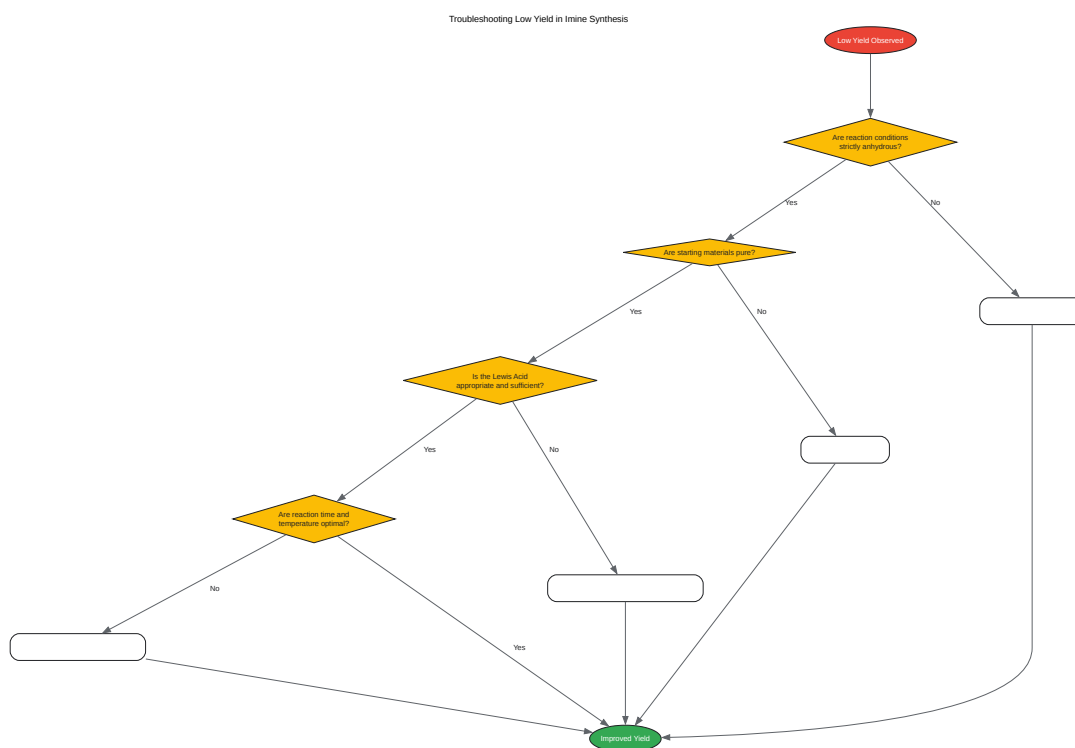 Troubleshooting Low Yield in Imine Synthesis
Low Yield Observed
Are reaction conditions
strictly anhydrous?
Yes
No
Are starting materials pure?
Yes
No
Is the Lewis Acid
appropriate and sufficient?
Yes
No
Are reaction time and
temperature optimal?
No
Yes
Improved Yield